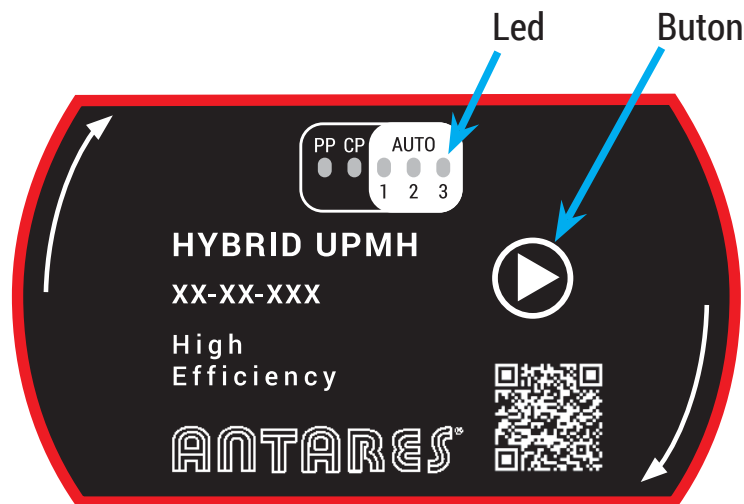 Led Buton
PP CP AUTO
1 2 3
HYBRID UPMH
XX-XX-XXX
High
Efficiency
ANTARES®